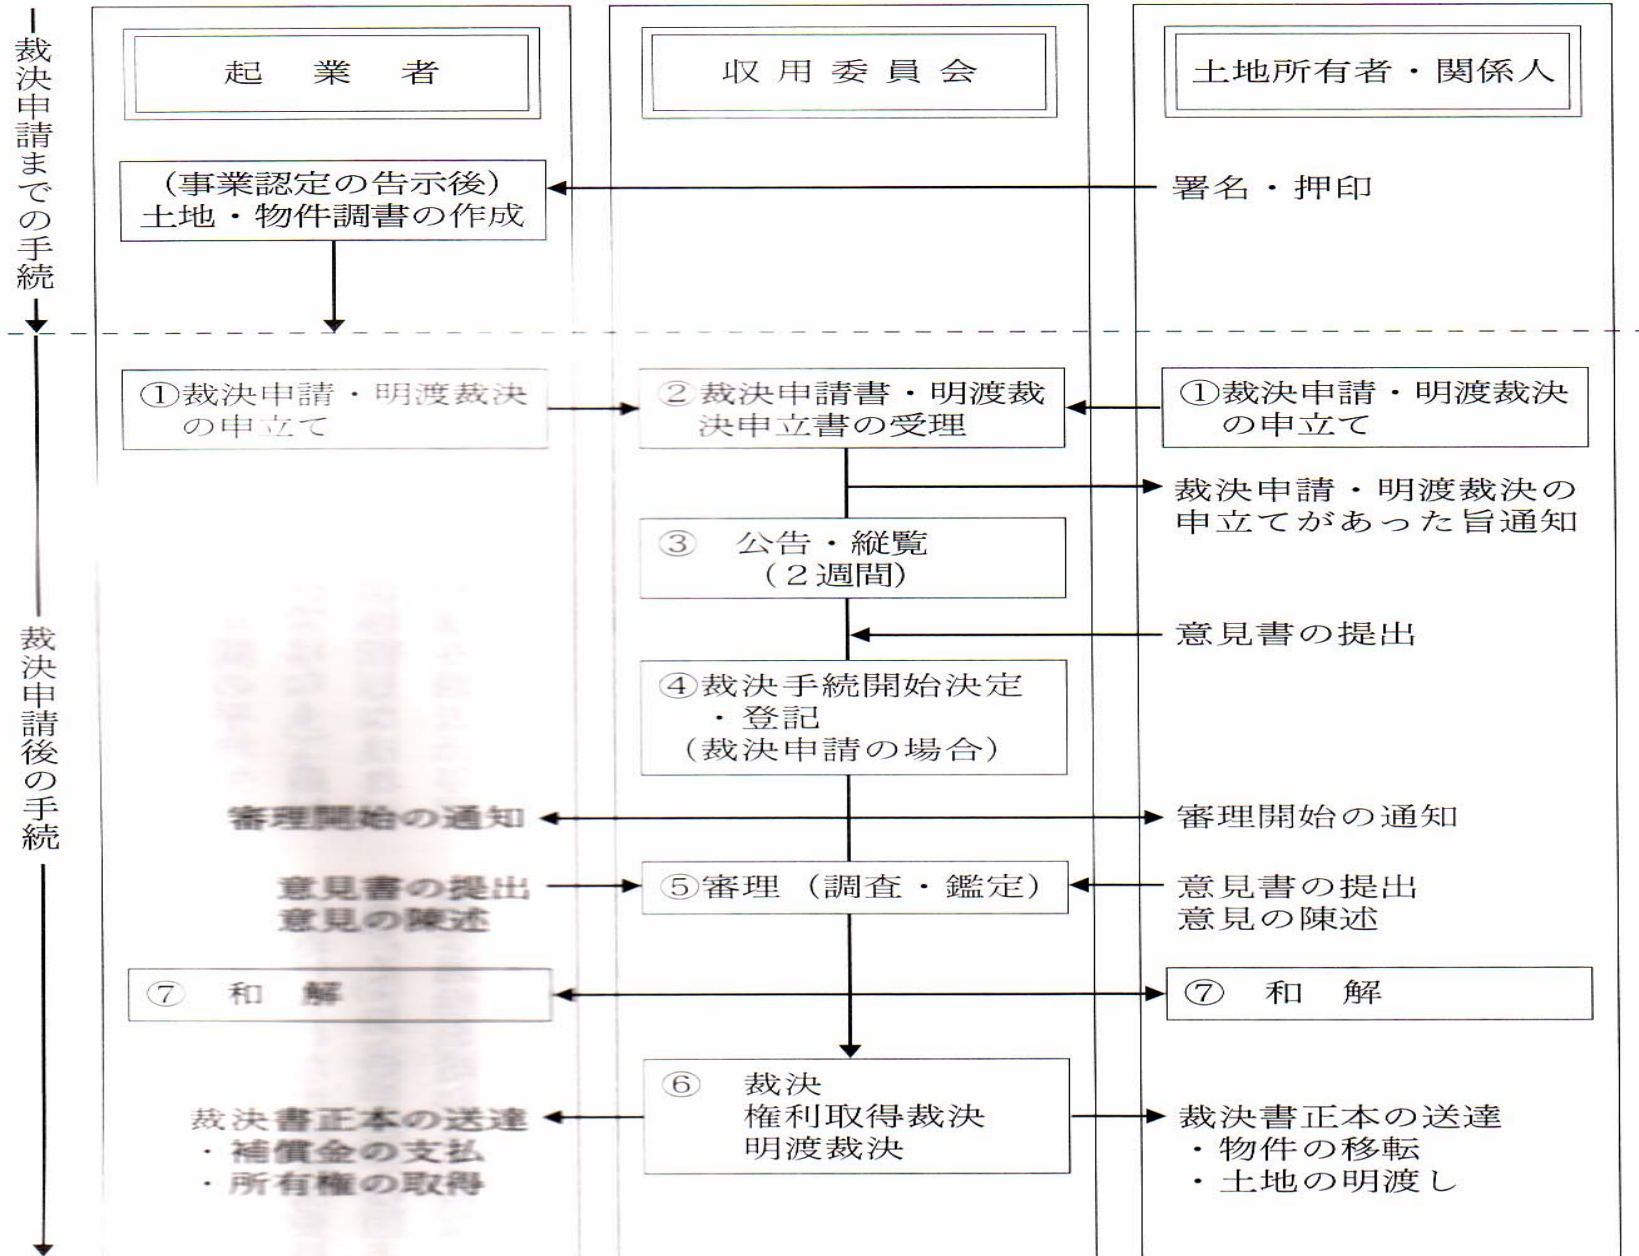 裁決申請までの手続
起業者
収用委員会
土地所有者・関係人
(事業認定の告示後)
土地・物件調書の作成
署名・押印
裁決申請後の手続
①裁決申請・明渡裁決
の申立て
②裁決申請書・明渡裁
決申立書の受理
①裁決申請・明渡裁決
の申立て
裁決申請・明渡裁決の
申立てがあった旨通知
③ 公告・縦覧
(2週間)
意見書の提出
④裁決手続開始決定
・登記
(裁決申請の場合)
審理開始の通知
審理開始の通知
意見書の提出
意見の陳述
⑤審理(調査・鑑定)
意見書の提出
意見の陳述
⑦ 和解
⑦ 和解
⑥ 裁決
権利取得裁決
明渡裁決
裁決書正本の送達
・補償金の支払
・所有権の取得
裁決書正本の送達
・物件の移転
・土地の明渡し